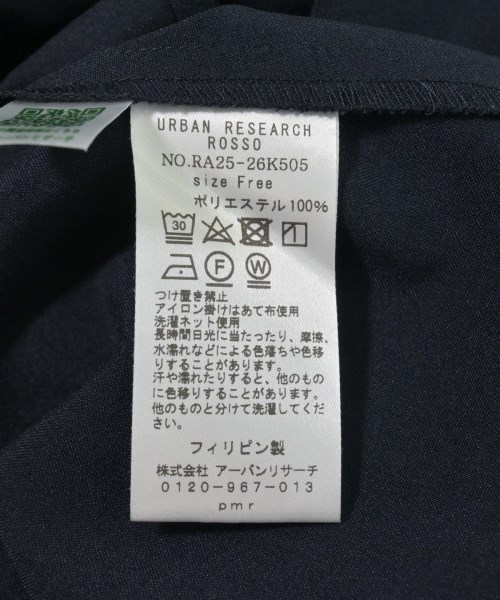 URBAN RESEARCH
ROSSO
NO.RA25-26K505
size Free
ポリエステル100%
30
F W
つけ置き禁止
アイロン掛けはあて布使用
洗濯ネット使用
長時間日光に当たったり、摩擦、
水濡れなどによる色落ちや色移
りすることがあります。
汗や濡れたりすると、他のもの
に色移りすることがあります。
他のものと分けて洗濯してくだ
さい。
フィリピン製
株式会社 アーバンリサーチ
0120-967-013
pmr